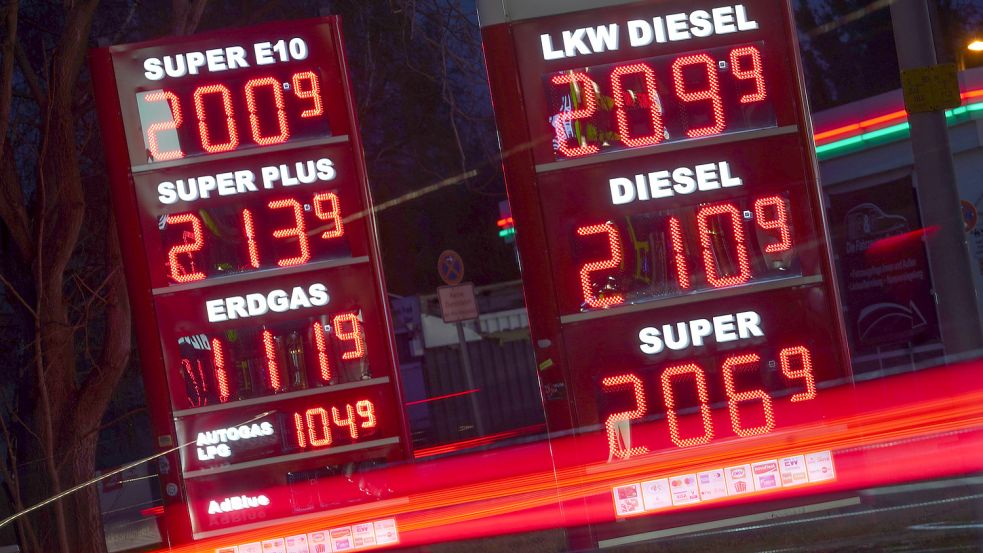 SUPER E10
200⁹
SUPER PLUS
213⁹
ERDGAS
111⁹
AUTOGAS
LPG
104⁹
AdBlue
LKW DIESEL
209⁹
DIESEL
210⁹
SUPER
206⁹